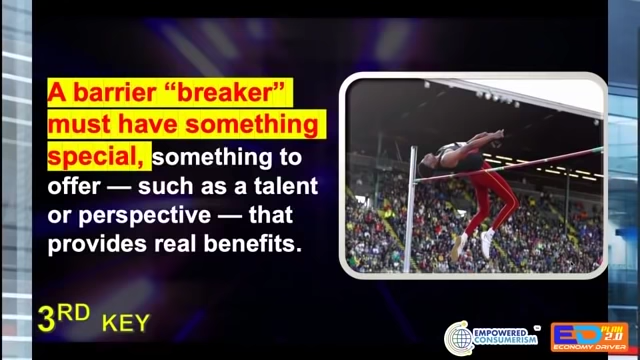 A barrier “breaker”
must have something
special, something to
offer — such as a talent
or perspective — that
provides real benefits.
3RD KEY
EMPOWERED
CONSUMERISM
ED PLAN 2.0
ECONOMY DRIVER